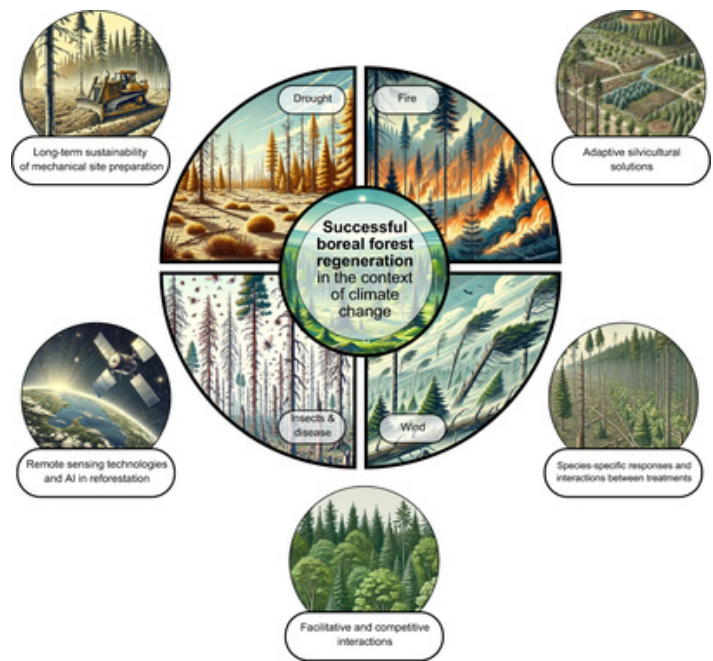 Drought
Fire
Long-term sustainability
of mechanical site preparation
Adaptive silvicultural
solutions
Successful
boreal forest
regeneration
in the context
of climate
change
Insects &
disease
Wind
Remote sensing technologies
and AI in reforestation
Species-specific responses and
interactions between treatments
Facilitative and competitive
interactions